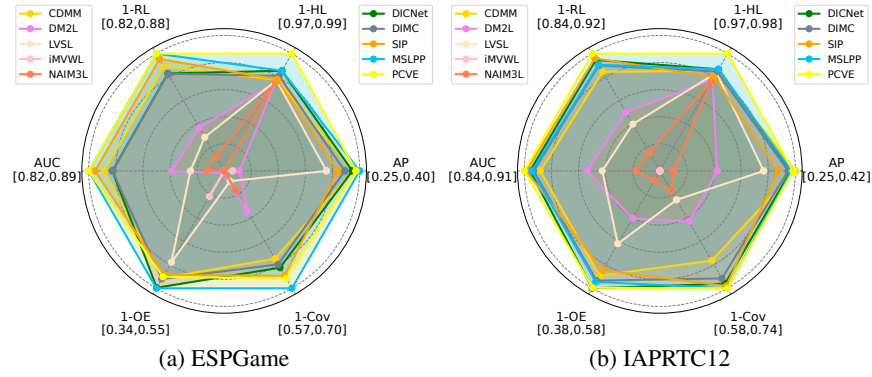 CDMM
DM2L
LVSL
iMVWL
NAIM3L
1-RL
[0.82,0.88]
1-HL
[0.97,0.99]
DICNet
DIMC
SIP
MSLPP
PCVE
AUC
[0.82,0.89]
AP
[0.25,0.40]
1-OE
[0.34,0.55]
1-Cov
[0.57,0.70]
(a) ESPGame
CDMM
DM2L
LVSL
iMVWL
NAIM3L
1-RL
[0.84,0.92]
1-HL
[0.97,0.98]
DICNet
DIMC
SIP
MSLPP
PCVE
AUC
[0.84,0.91]
AP
[0.25,0.42]
1-OE
[0.38,0.58]
1-Cov
[0.58,0.74]
(b) IAPRTC12